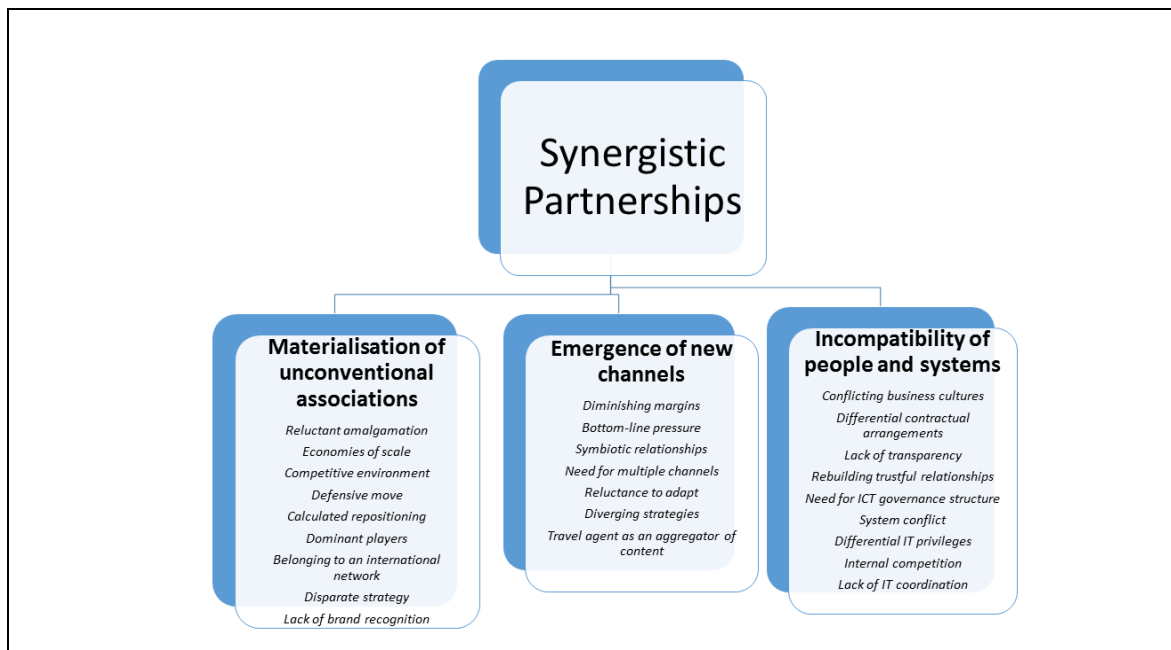 Synergistic
Partnerships
Materialisation of
unconventional
associations
Reluctant amalgamation
Economies of scale
Competitive environment
Defensive move
Calculated repositioning
Dominant players
Belonging to an international
network
Disparate strategy
Lack of brand recognition
Emergence of new
channels
Diminishing margins
Bottom-line pressure
Symbiotic relationships
Need for multiple channels
Reluctance to adapt
Diverging strategies
Travel agent as an aggregator of
content
Incompatibility of
people and systems
Conflicting business cultures
Differential contractual
arrangements
Lack of transparency
Rebuilding trustful relationships
Need for ICT governance structure
System conflict
Differential IT privileges
Internal competition
Lack of IT coordination